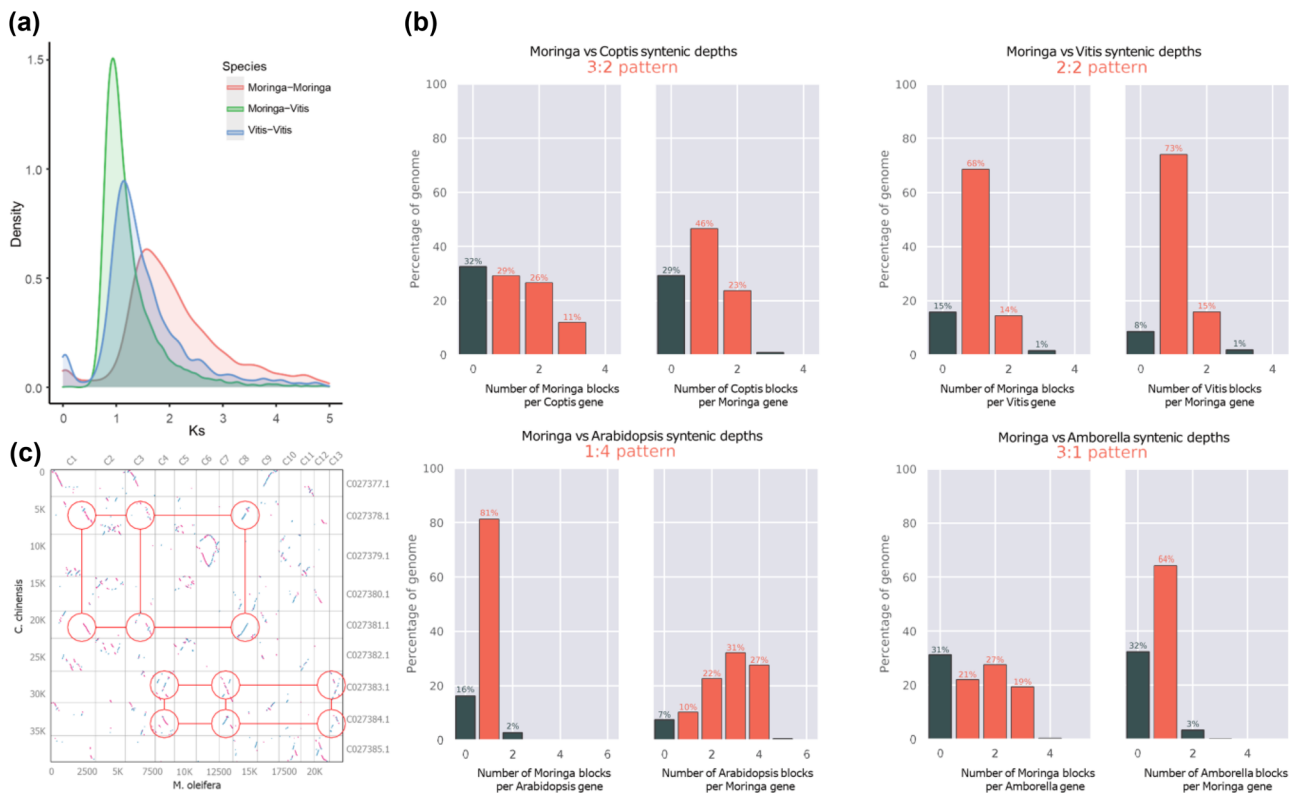 (a)
1.5
1.0
0.5
0.0
Density
0
1
2
3
4
5
Ks
Species
Moringa-Moringa
Moringa-Vitis
Vitis-Vitis
(b)
Moringa vs Coptis syntenic depths
3:2 pattern
Percentage of genome
100
80
60
40
20
0
32%
29%
26%
11%
0
2
4
Number of Moringa blocks
per Coptis gene
29%
46%
23%
0
2
4
Number of Coptis blocks
per Moringa gene
Moringa vs Vitis syntenic depths
2:2 pattern
Percentage of genome
100
80
60
40
20
0
15%
68%
14%
1%
0
2
4
Number of Moringa blocks
per Vitis gene
8%
73%
15%
1%
0
2
4
Number of Vitis blocks
per Moringa gene
(c)
C1
C2
C3
C4
C5
C6
C7
C8
C9
C10
C11
C12
C13
0
5K
10K
15K
20K
25K
30K
35K
C. chinensis
C027377.1
C027378.1
C027379.1
C027380.1
C027381.1
C027382.1
C027383.1
C027384.1
C027385.1
0
2500
5K
7500
10K
12500
15K
17500
20K
M. oleifera
Moringa vs Arabidopsis syntenic depths
1:4 pattern
Percentage of genome
100
80
60
40
20
0
16%
81%
2%
0
2
4
6
Number of Moringa blocks
per Arabidopsis gene
7%
10%
22%
31%
27%
0
2
4
6
Number of Arabidopsis blocks
per Moringa gene
Moringa vs Amborella syntenic depths
3:1 pattern
Percentage of genome
100
80
60
40
20
0
31%
21%
27%
19%
0
2
4
Number of Moringa blocks
per Amborella gene
32%
64%
3%
0
2
4
Number of Amborella blocks
per Moringa gene